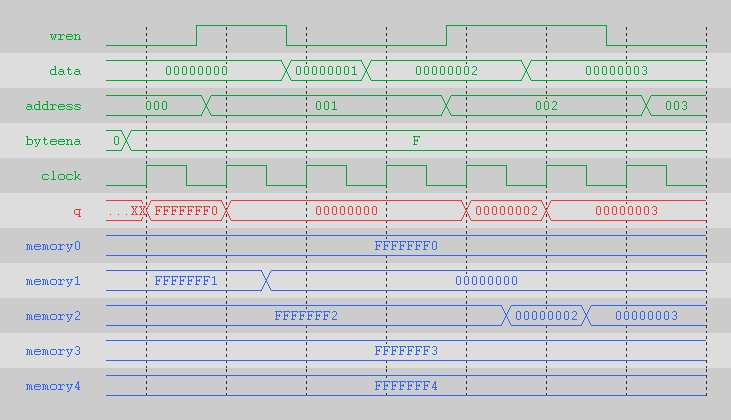 wren
data 00000000 00000001 00000002 00000003
address 000 001 002 003
byteena 0 F
clock
q ...XX FFFFFFF0 00000000 00000002 00000003
memory0 FFFFFFF0
memory1 FFFFFFF1 00000000
memory2 FFFFFFF2 00000002 00000003
memory3 FFFFFFF3
memory4 FFFFFFF4